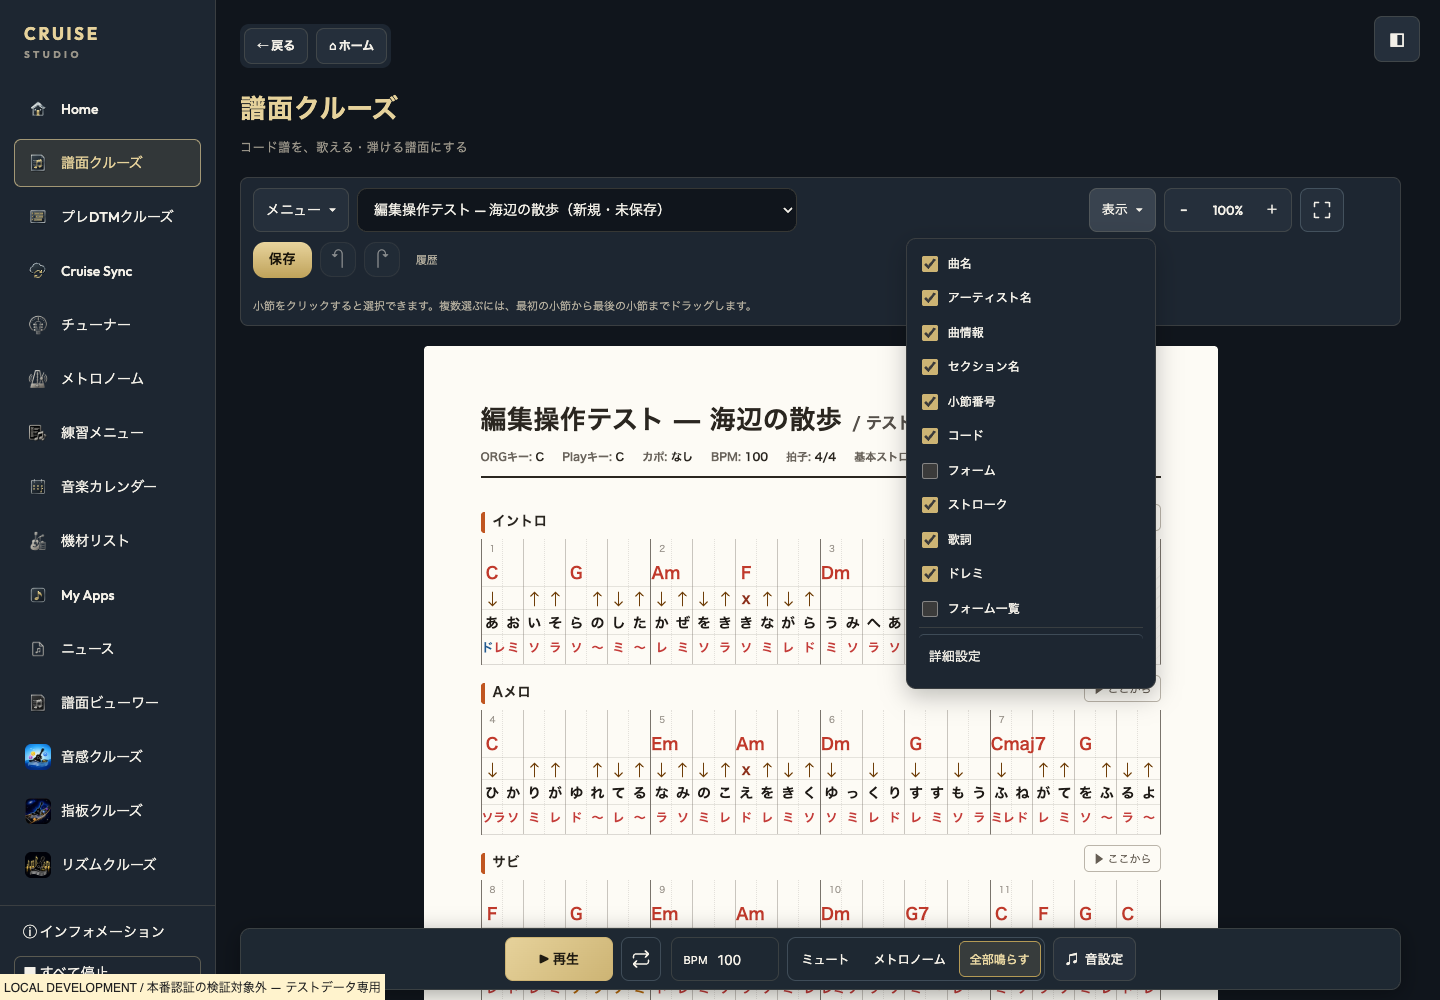 CRUISE
STUDIO
Home
譜面クルーズ
プレDTMクルーズ
Cruise Sync
チューナー
メトロノーム
練習メニュー
音楽カレンダー
機材リスト
My Apps
ニュース
譜面ビューワー
音感クルーズ
指板クルーズ
リズムクルーズ
ⓘ インフォメーション
■ すべて停止
LOCAL DEVELOPMENT / 本番認証の検証対象外 — テストデータ専用
← 戻る ⌂ ホーム
譜面クルーズ
コード譜を、歌える・弾ける譜面にする
メニュー 編集操作テスト — 海辺の散歩（新規・未保存） 表示 - 100% +
保存 履歴
小節をクリックすると選択できます。複数選ぶには、最初の小節から最後の小節までドラッグします。
曲名
アーティスト名
曲情報
セクション名
小節番号
コード
フォーム
ストローク
歌詞
ドレミ
フォーム一覧
詳細設定
編集操作テスト — 海辺の散歩 / テスト
ORGキー: C Playキー: C カポ: なし BPM: 100 拍子: 4/4 基本ストロ
イントロ
1 2 3
C G Am F Dm
↓ ↑ ↑ ↑ ↓ ↑ ↓ ↑ ↓ ↑ x ↑ ↓ ↑
あ お い そ ら の し た か ぜ を き き な が ら う み へ あ
ドレ ミ ソ ラ ソ 〜 ミ 〜 レ ミ ソ ラ ソ ミ レ ド ミ ソ ラ ソ
Aメロ ▶ ここから
4 5 6 7
C Em Am Dm G Cmaj7 G
↓ ↑ ↑ ↑ ↓ ↑ ↓ ↑ ↓ ↑ x ↑ ↓ ↑ ↓ ↓ ↓ ↓ ↓ ↑ ↑ ↑ ↓ ↑
ひ か り が ゆ れ て る な み の こ え を き く ゆ っ く り す す も う ふ ね が て を ふ る よ
ソラ ソ ミ レ ド 〜 レ 〜 ラ ソ ミ レ ド レ ミ ソ ソ ミ レ ド レ ミ ソ ラ ミレ ド レ ミ ソ 〜 ラ 〜
サビ ▶ ここから
8 9 10 11
F G Em Am Dm G7 C F G C
▶ 再生 BPM 100 ミュート メトロノーム 全部鳴らす 音設定